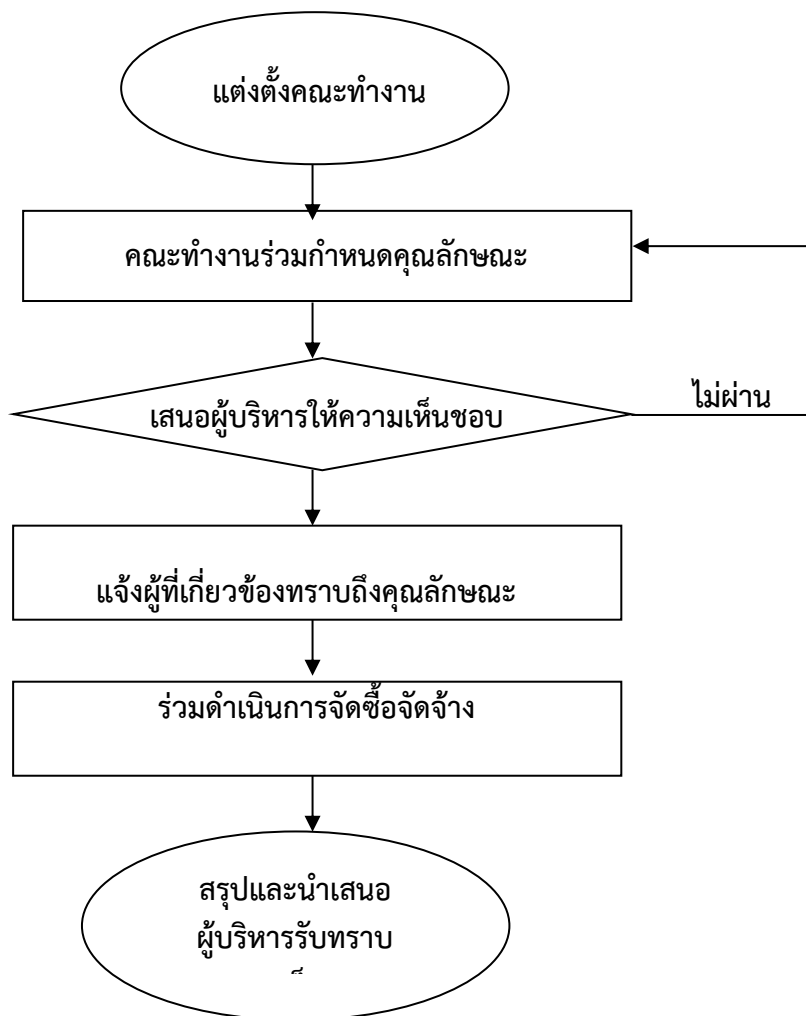 แต่งตั้งคณะทำงาน
คณะทำงานร่วมกำหนดคุณลักษณะ
เสนอผู้บริหารให้ความเห็นชอบ
ไม่ผ่าน
แจ้งผู้ที่เกี่ยวข้องทราบถึงคุณลักษณะ
ร่วมดำเนินการจัดซื้อจัดจ้าง
สรุปและนำเสนอ
ผู้บริหารรับทราบ